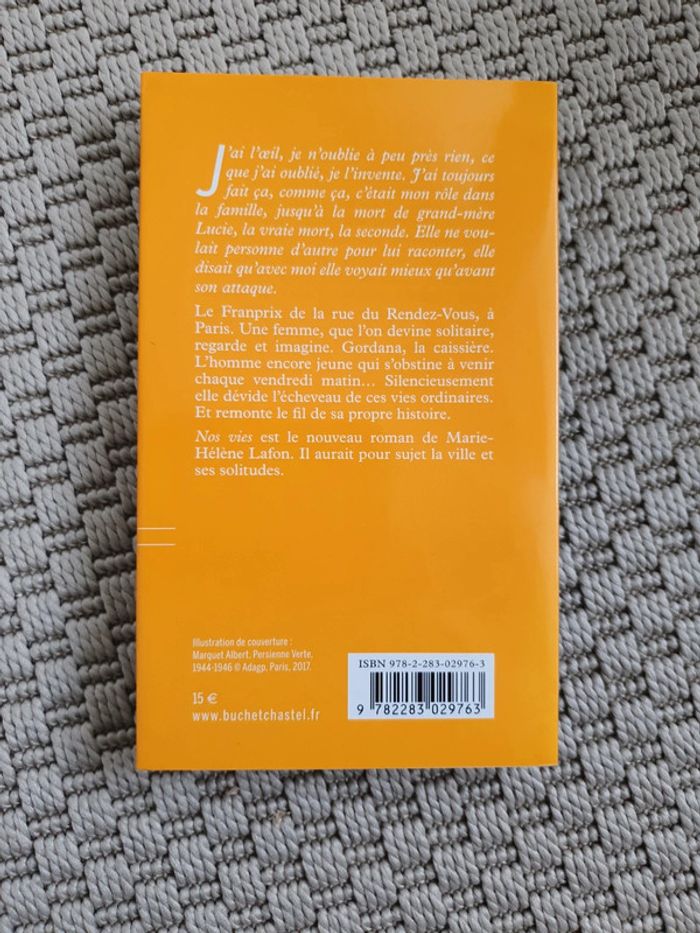 J'ai l'œil, je n'oublie à peu près rien, ce
que j'ai oublié, je l'invente. J'ai toujours
fait ça, comme ça, c'était mon rôle dans
la famille, jusqu'à la mort de grand-mère
Lucie, la vraie mort, la seconde. Elle ne vou-
lait personne d'autre pour lui raconter, elle
disait qu'avec moi elle voyait mieux qu'avant
son attaque.
Le Franprix de la rue du Rendez-Vous, à
Paris. Une femme, que l'on devine solitaire,
regarde et imagine. Gordana, la caissière.
L'homme encore jeune qui s'obstine à venir
chaque vendredi matin… Silencieusement
elle dévide l'écheveau de ces vies ordinaires.
Et remonte le fil de sa propre histoire.
Nos vies est le nouveau roman de Marie-
Hélène Lafon. Il aurait pour sujet la ville et
ses solitudes.
Illustration de couverture :
Marquet Albert, Persienne Verte,
1944-1946 © Adagp, Paris, 2017.
15 €
www.buchetchastel.fr
ISBN 978-2-283-02976-3
9 782283 029763